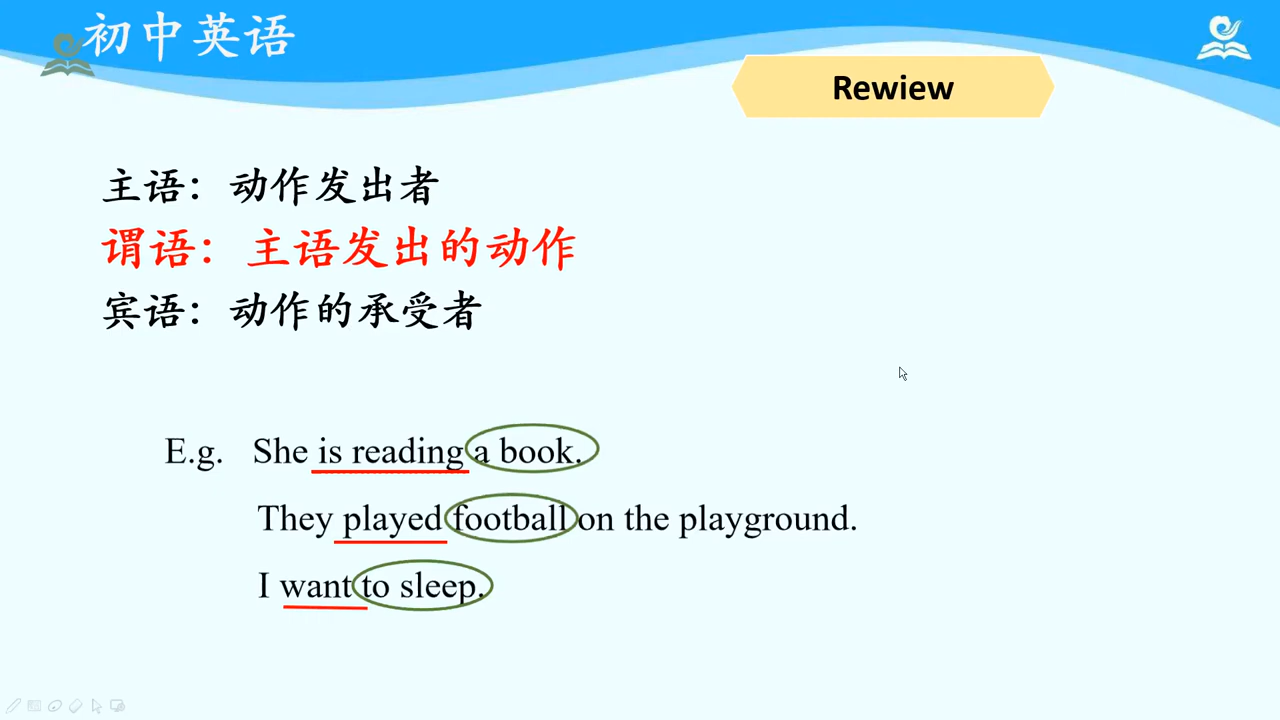 初中英语
Rewiew
主语：动作发出者
谓语：主语发出的动作
宾语：动作的承受者
E.g. She is reading a book.
They played football on the playground.
I want to sleep.